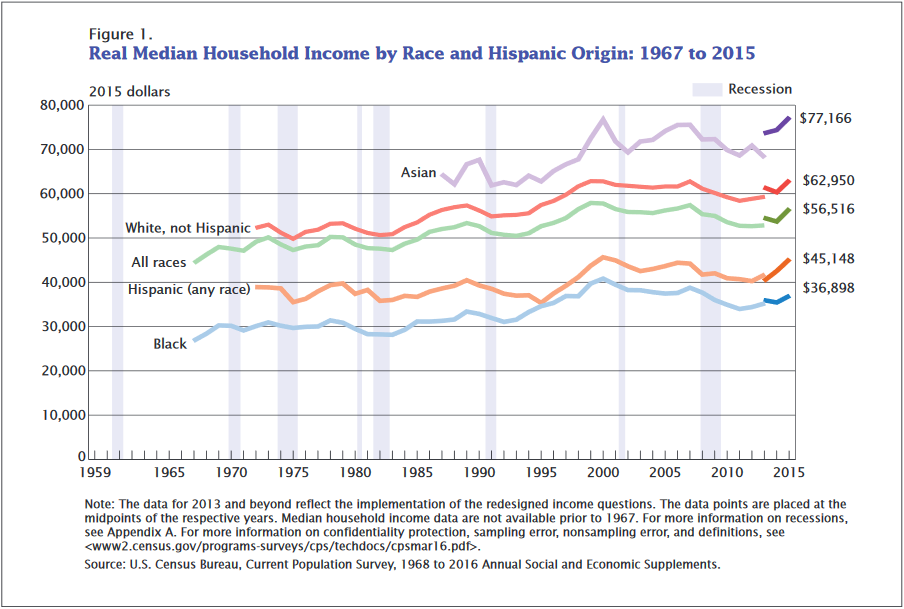 Figure 1.
Real Median Household Income by Race and Hispanic Origin: 1967 to 2015
2015 dollars
Recession
80,000
$77,166
70,000
Asian
$62,950
60,000
$56,516
White, not Hispanic
50,000
All races
$45,148
40,000
Hispanic (any race)
$36,898
30,000
Black
20,000
10,000
0
1959 1965 1970 1975 1980 1985 1990 1995 2000 2005 2010 2015
Note: The data for 2013 and beyond reflect the implementation of the redesigned income questions. The data points are placed at the
midpoints of the respective years. Median household income data are not available prior to 1967. For more information on recessions,
see Appendix A. For more information on confidentiality protection, sampling error, nonsampling error, and definitions, see
<www2.census.gov/programs-surveys/cps/techdocs/cpsmar16.pdf>.
Source: U.S. Census Bureau, Current Population Survey, 1968 to 2016 Annual Social and Economic Supplements.